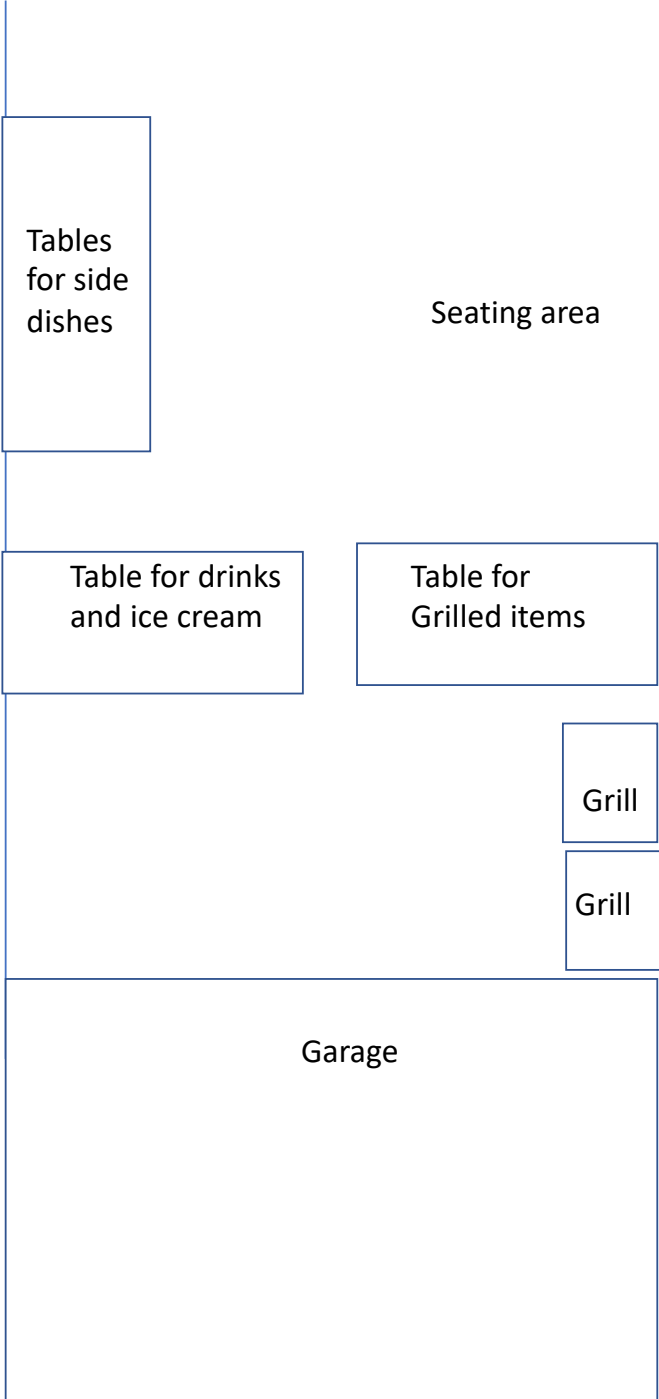 Tables
for side
dishes
Seating area
Table for drinks
and ice cream
Table for
Grilled items
Grill
Grill
Garage